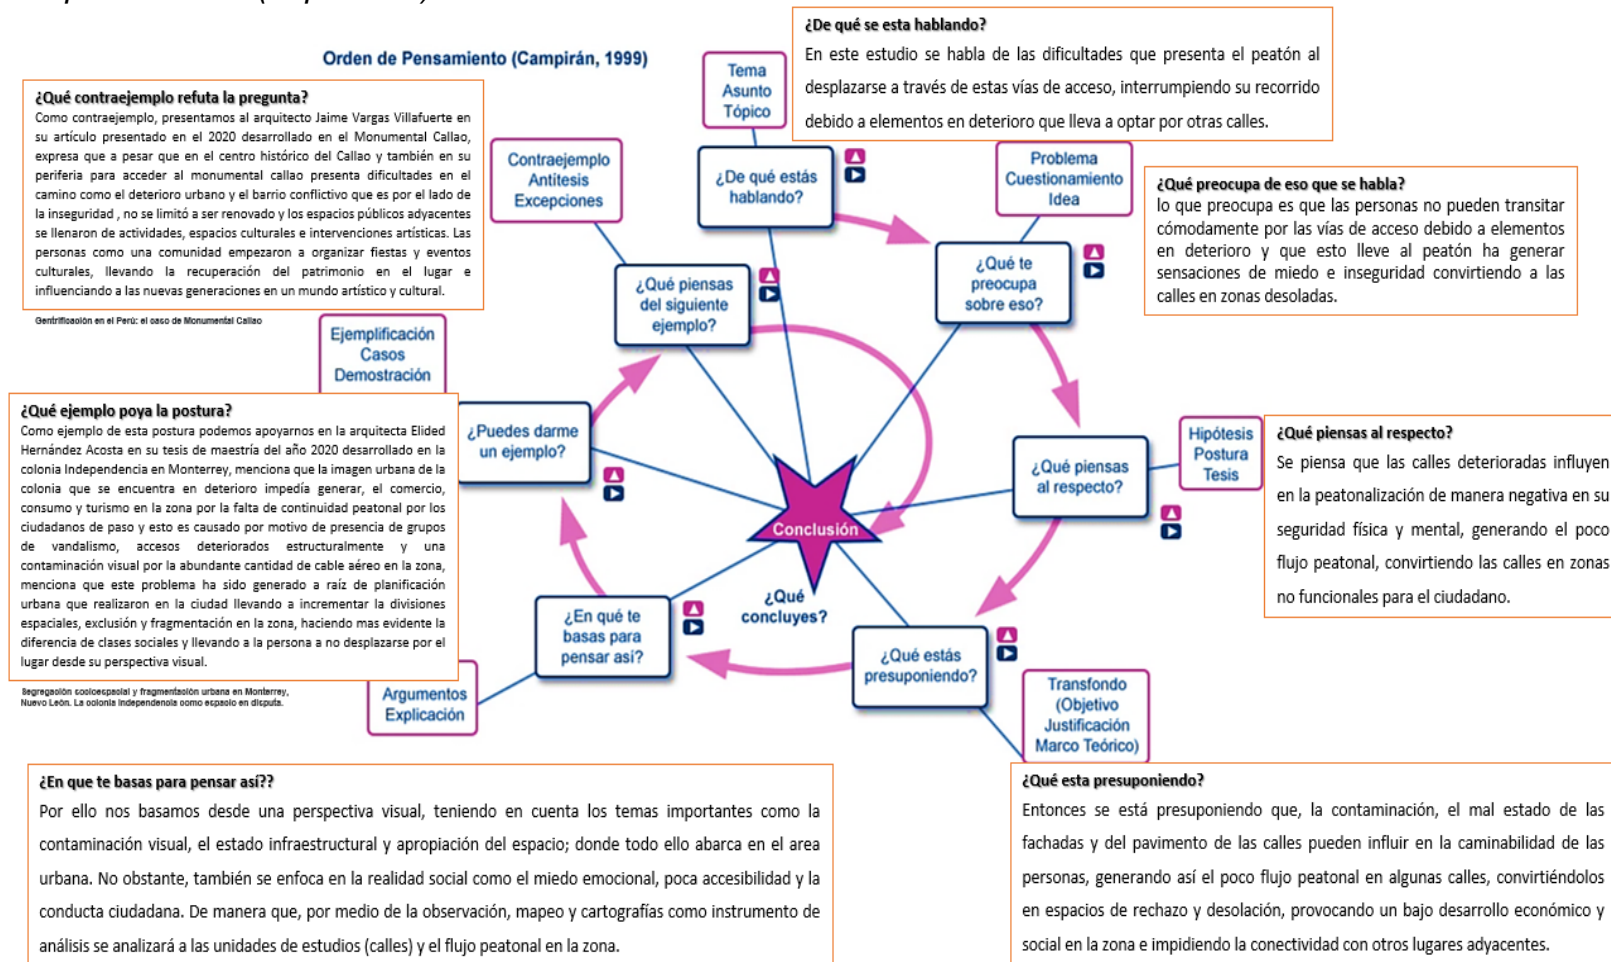 Orden de Pensamiento (Campirán, 1999)
¿De qué se esta hablando?
En este estudio se habla de las dificultades que presenta el peatón al
desplazarse a través de estas vías de acceso, interrumpiendo su recorrido
debido a elementos en deterioro que lleva a optar por otras calles.
Tema
Asunto
Tópico
¿De qué estás
hablando?
Problema
Cuestionamiento
Idea
¿Qué te
preocupa
sobre eso?
¿Qué preocupa de eso que se habla?
lo que preocupa es que las personas no pueden transitar
cómodamente por las vías de acceso debido a elementos
en deterioro y que esto lleve al peatón ha generar
sensaciones de miedo e inseguridad convirtiendo a las
calles en zonas desoladas.
¿Qué contraejemplo refuta la pregunta?
Como contraejemplo, presentamos al arquitecto Jaime Vargas Villafuerte en
su artículo presentado en el 2020 desarrollado en el Monumental Callao,
expresa que a pesar que en el centro histórico del Callao y también en su
periferia para acceder al monumental callao presenta dificultades en el
camino como el deterioro urbano y el barrio conflictivo que es por el lado de
la inseguridad , no se limitó a ser renovado y los espacios públicos adyacentes
se llenaron de actividades, espacios culturales e intervenciones artísticas. Las
personas como una comunidad empezaron a organizar fiestas y eventos
culturales, llevando la recuperación del patrimonio en el lugar e
influenciando a las nuevas generaciones en un mundo artístico y cultural.
Gentrificación en el Perú: el caso de Monumental Callao
Contraejemplo
Antítesis
Excepciones
¿Qué piensas
del siguiente
ejemplo?
Ejemplificación
Casos
Demostración
¿Puedes darme
un ejemplo?
¿Qué ejemplo poya la postura?
Como ejemplo de esta postura podemos apoyarnos en la arquitecta Elided
Hernández Acosta en su tesis de maestría del año 2020 desarrollado en la
colonia Independencia en Monterrey, menciona que la imagen urbana de la
colonia que se encuentra en deterioro impedía generar, el comercio,
consumo y turismo en la zona por la falta de continuidad peatonal por los
ciudadanos de paso y esto es causado por motivo de presencia de grupos
de vandalismo, accesos deteriorados estructuralmente y una
contaminación visual por la abundante cantidad de cable aéreo en la zona,
menciona que este problema ha sido generado a raíz de planificación
urbana que realizaron en la ciudad llevando a incrementar la divisiones
espaciales, exclusión y fragmentación en la zona, haciendo mas evidente la
diferencia de clases sociales y llevando a la persona a no desplazarse por el
lugar desde su perspectiva visual.
Segregación socioespacial y fragmentación urbana en Monterrey,
Nuevo León. La colonia Independencia como espacio en disputa.
¿Qué piensas
al respecto?
Hipótesis
Postura
Tesis
¿Qué piensas al respecto?
Se piensa que las calles deterioradas influyen
en la peatonalización de manera negativa en su
seguridad física y mental, generando el poco
flujo peatonal, convirtiendo las calles en zonas
no funcionales para el ciudadano.
Conclusión
¿Qué
concluyes?
¿En qué te
basas para
pensar así?
Argumentos
Explicación
¿Qué estás
presuponiendo?
Transfondo
(Objetivo
Justificación
Marco Teórico)
¿En que te basas para pensar así??
Por ello nos basamos desde una perspectiva visual, teniendo en cuenta los temas importantes como la
contaminación visual, el estado infraestructural y apropiación del espacio; donde todo ello abarca en el area
urbana. No obstante, también se enfoca en la realidad social como el miedo emocional, poca accesibilidad y la
conducta ciudadana. De manera que, por medio de la observación, mapeo y cartografías como instrumento de
análisis se analizará a las unidades de estudios (calles) y el flujo peatonal en la zona.
¿Qué esta presuponiendo?
Entonces se está presuponiendo que, la contaminación, el mal estado de las
fachadas y del pavimento de las calles pueden influir en la caminabilidad de las
personas, generando así el poco flujo peatonal en algunas calles, convirtiéndolos
en espacios de rechazo y desolación, provocando un bajo desarrollo económico y
social en la zona e impidiendo la conectividad con otros lugares adyacentes.